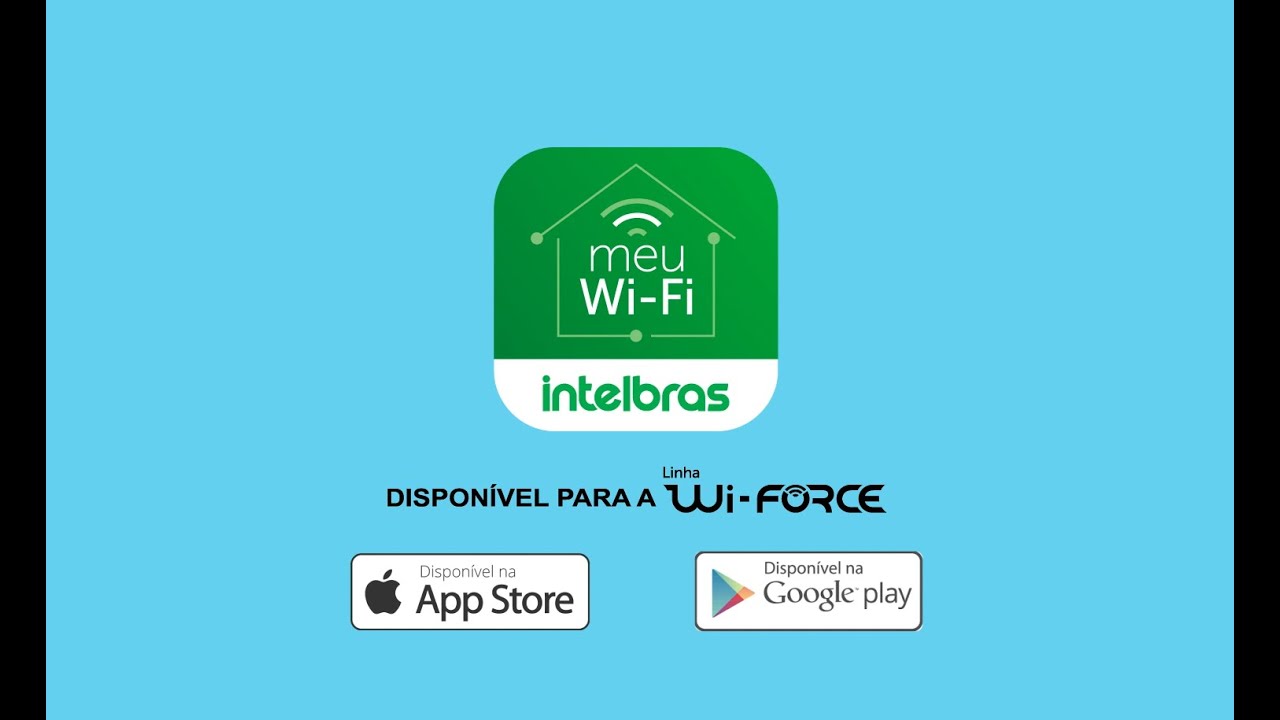 meu
Wi-Fi
intelbras
Linha
DISPONÍVEL PARA A Wi-FORCE
Disponível na
App Store
Disponível na
Google play